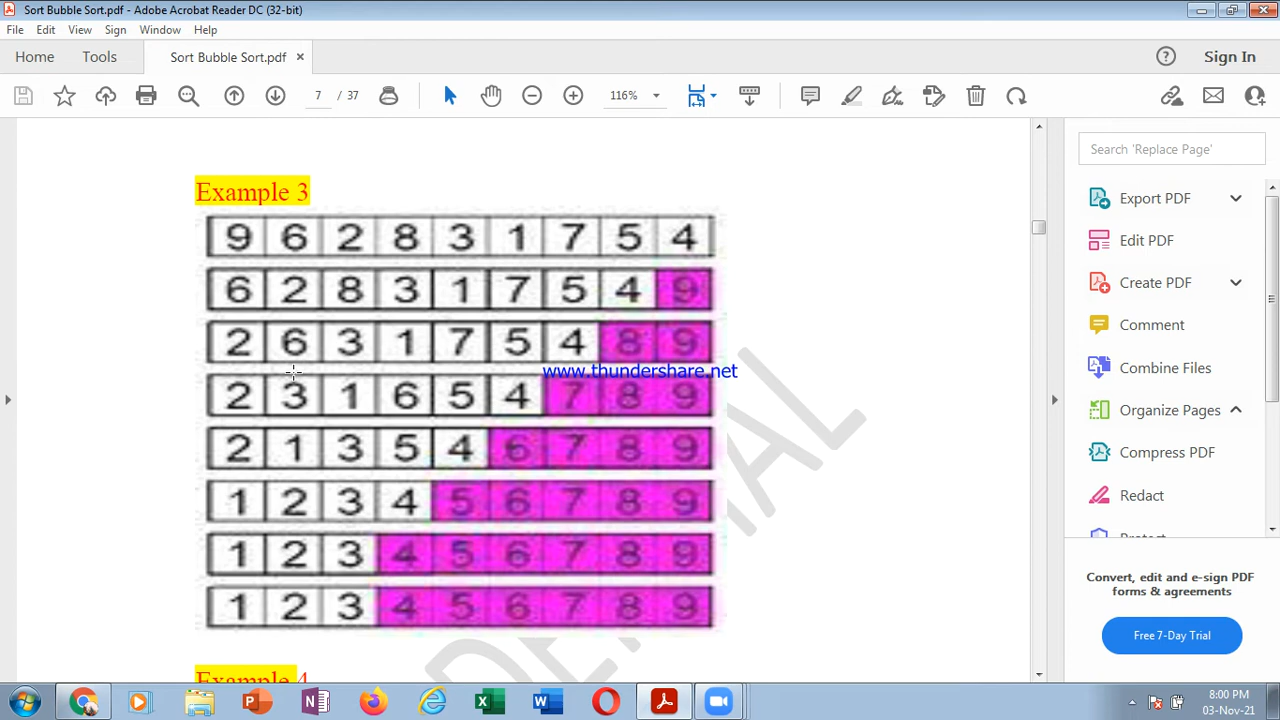 Sort Bubble Sort.pdf - Adobe Acrobat Reader DC (32-bit)
File Edit View Sign Window Help
Home Tools Sort Bubble Sort.pdf × Sign In
7 / 37 116%
Search 'Replace Page'
Export PDF
Edit PDF
Create PDF
Comment
Combine Files
Organize Pages
Compress PDF
Redact
Protect
Convert, edit and e-sign PDF
forms & agreements
Free 7-Day Trial
Example 3
9 6 2 8 3 1 7 5 4
6 2 8 3 1 7 5 4 9
2 6 3 1 7 5 4 8 9
www.thundershare.net
2 3 1 6 5 4 7 8 9
2 1 3 5 4 6 7 8 9
1 2 3 4 5 6 7 8 9
1 2 3 4 5 6 7 8 9
1 2 3 4 5 6 7 8 9
Example 4
8:00 PM
03-Nov-21